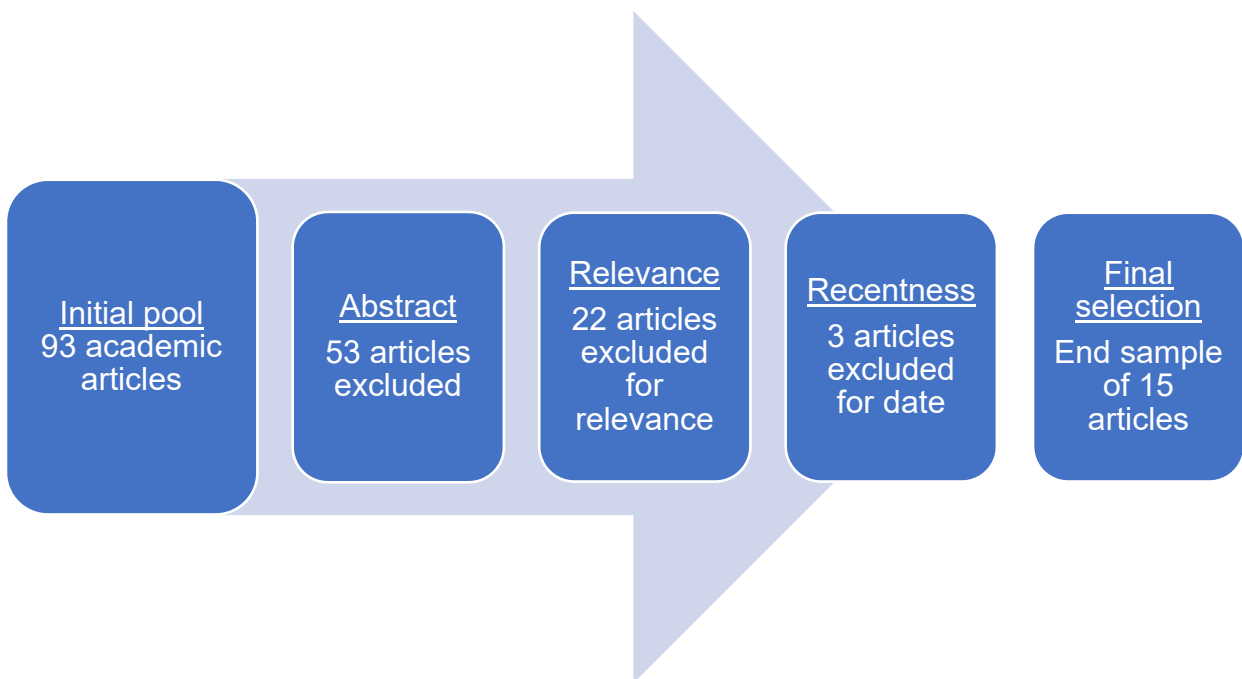 Initial pool
93 academic
articles
Abstract
53 articles
excluded
Relevance
22 articles
excluded
for
relevance
Recentness
3 articles
excluded
for date
Final
selection
End sample
of 15
articles